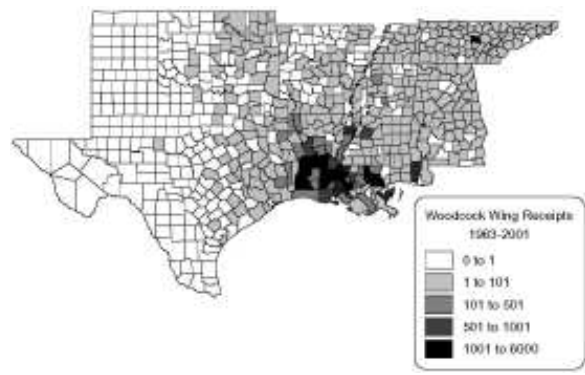 Woodcock Wing Receipts
1963-2001
0 to 1
1 to 101
101 to 501
501 to 1001
1001 to 6000